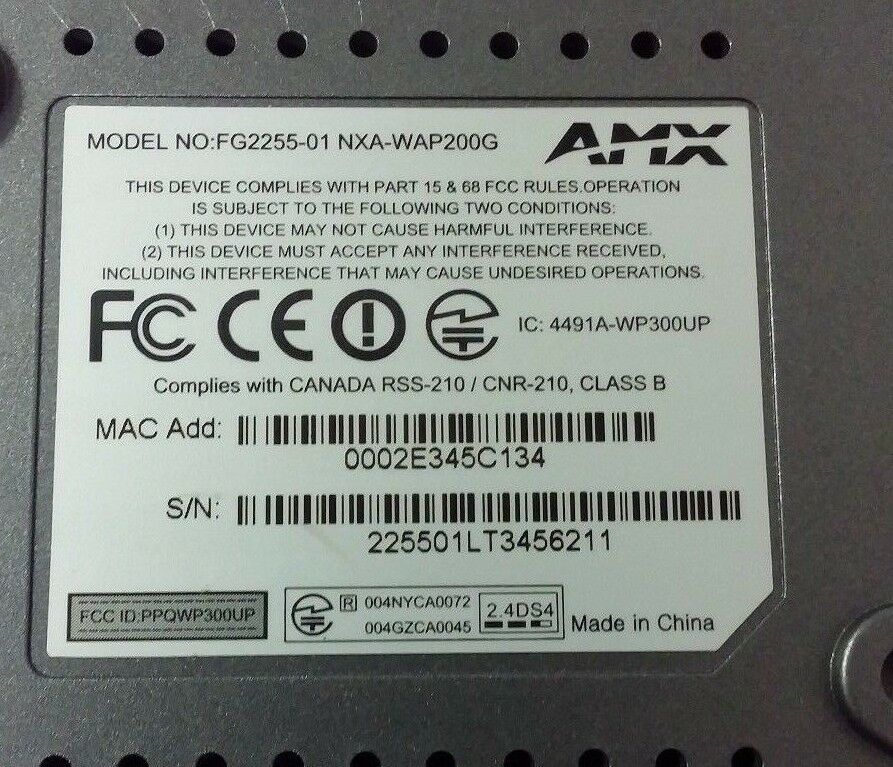 MODEL NO:FG2255-01 NXA-WAP200G AMX
THIS DEVICE COMPLIES WITH PART 15 & 68 FCC RULES.OPERATION
IS SUBJECT TO THE FOLLOWING TWO CONDITIONS:
(1) THIS DEVICE MAY NOT CAUSE HARMFUL INTERFERENCE.
(2) THIS DEVICE MUST ACCEPT ANY INTERFERENCE RECEIVED,
INCLUDING INTERFERENCE THAT MAY CAUSE UNDESIRED OPERATIONS.
FC CE IC: 4491A-WP300UP
Complies with CANADA RSS-210 / CNR-210, CLASS B
MAC Add:
0002E345C134
S/N:
225501LT3456211
FCC ID:PPQWP300UP
R 004NYCA0072
004GZCA0045
2.4DS4
Made in China